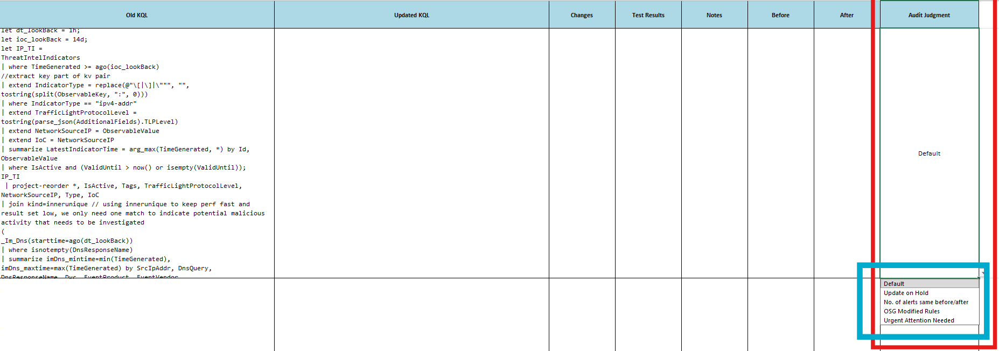 Old KQL
Updated KQL
Changes
Test Results
Notes
Before
After
Audit Judgment
let dt_lookBack = 1h;
let ioc_lookBack = 14d;
let IP_TI =
ThreatIntelIndicators
| where TimeGenerated >= ago(ioc_lookBack)
//extract key part of kv pair
| extend IndicatorType = replace(@"\[|\]|\""", "",
tostring(split(ObservableKey, ":", 0)))
| where IndicatorType == "ipv4-addr"
| extend TrafficLightProtocolLevel =
tostring(parse_json(AdditionalFields).TLPLevel)
| extend NetworkSourceIP = ObservableValue
| extend IoC = NetworkSourceIP
| summarize LatestIndicatorTime = arg_max(TimeGenerated, *) by Id,
ObservableValue
| where IsActive and (ValidUntil > now() or isempty(ValidUntil));
IP_TI
| project-reorder *, IsActive, Tags, TrafficLightProtocolLevel,
NetworkSourceIP, Type, IoC
| join kind=innerunique // using innerunique to keep perf fast and
result set low, we only need one match to indicate potential malicious
activity that needs to be investigated
(
_Im_Dns(starttime=ago(dt_lookBack))
| where isnotempty(DnsResponseName)
| summarize imDns_mintime=min(TimeGenerated),
imDns_maxtime=max(TimeGenerated) by SrcIpAddr, DnsQuery,
DnsResponseName, Dvc, EventProduct, EventVendor
Default
Default
Update on Hold
No. of alerts same before/after
OSG Modified Rules
Urgent Attention Needed